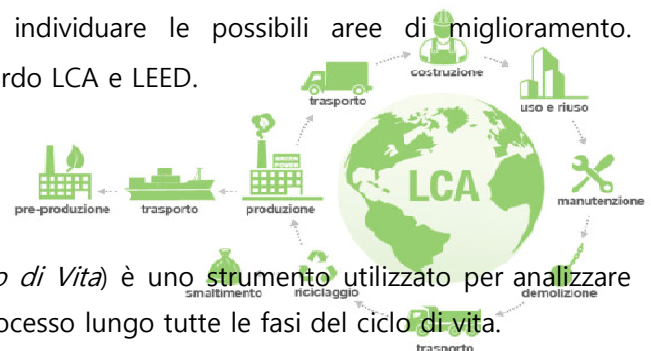 individuare le possibili aree di miglioramento.
costruzione
rdo LCA e LEED.
trasporto
uso e riuso
LCA
manutenzione
pre-produzione trasporto produzione
o di Vita) è uno strumento utilizzato per analizzare
smaltimento riciclaggio demolizione
ocesso lungo tutte le fasi del ciclo di vita.
trasporto